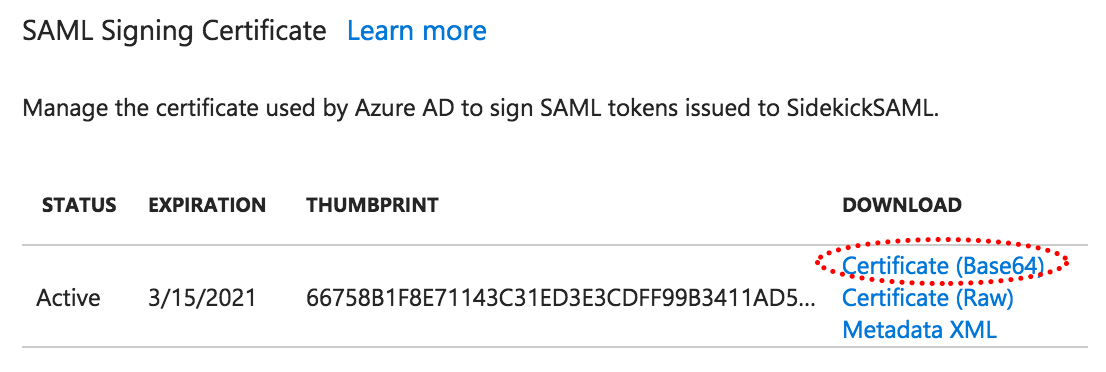 SAML Signing Certificate Learn more
Manage the certificate used by Azure AD to sign SAML tokens issued to SidekickSAML.
STATUS EXPIRATION THUMBPRINT DOWNLOAD
Certificate (Base64)
Active 3/15/2021 66758B1F8E71143C31ED3E3CDFF99B3411AD5... Certificate (Raw)
Metadata XML